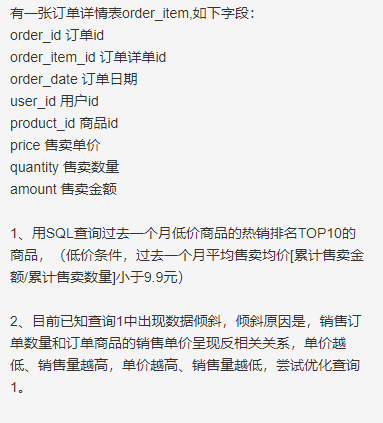 有一张订单详情表order_item,如下字段：
order_id 订单id
order_item_id 订单详单id
order_date 订单日期
user_id 用户id
product_id 商品id
price 售卖单价
quantity 售卖数量
amount 售卖金额
1、用SQL查询过去一个月低价商品的热销排名TOP10的
商品，（低价条件，过去一个月平均售卖均价[累计售卖金
额/累计售卖数量]小于9.9元）
2、目前已知查询1中出现数据倾斜，倾斜原因是，销售订
单数量和订单商品的销售单价呈现反相关关系，单价越
低、销售量越高，单价越高、销售量越低，尝试优化查询
1。